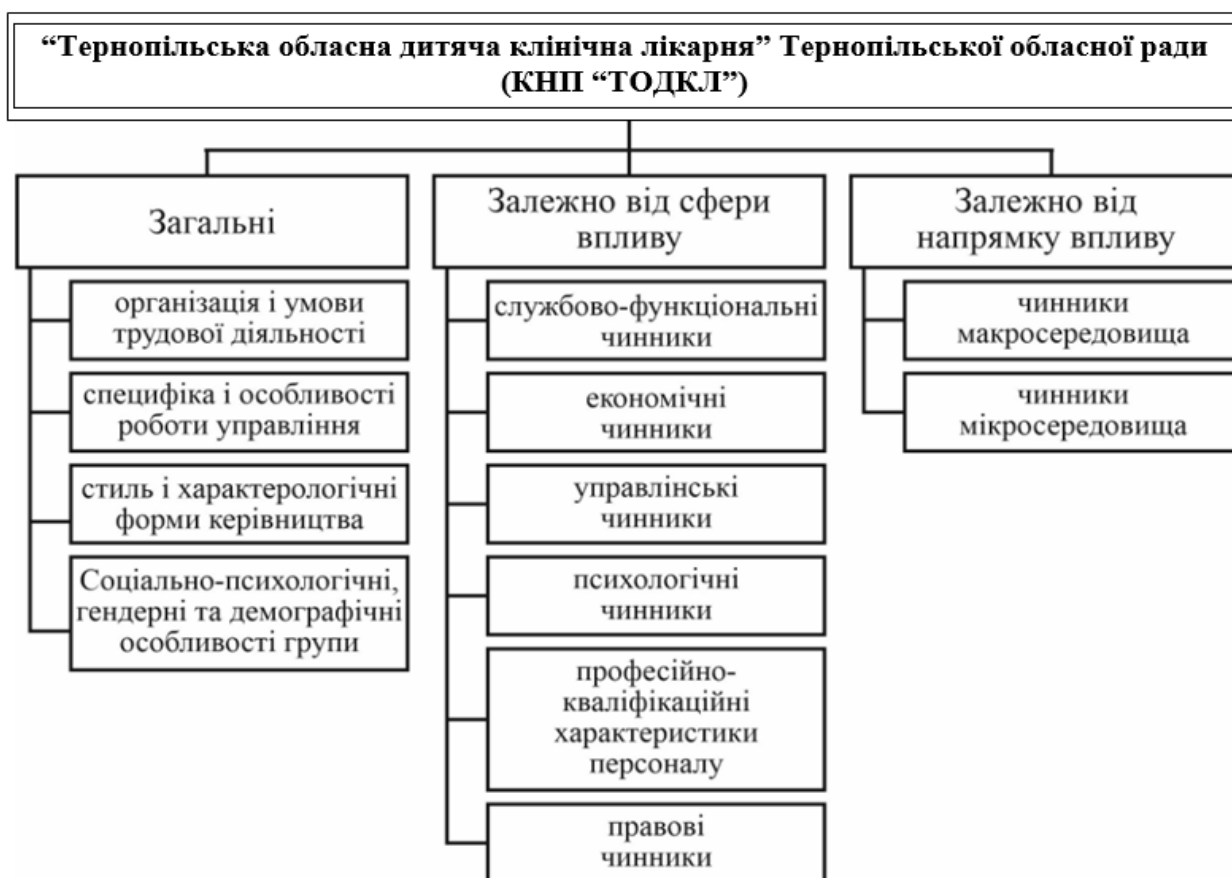 “Тернопільська обласна дитяча клінічна лікарня” Тернопільської обласної ради
(КНП “ТОДКЛ”)
Загальні
організація і умови
трудової діяльності
специфіка і особливості
роботи управління
стиль і характерологічні
форми керівництва
Соціально-психологічні,
гендерні та демографічні
особливості групи
Залежно від сфери
впливу
службово-функціональні
чинники
економічні
чинники
управлінські
чинники
психологічні
чинники
професійно-
кваліфікаційні
характеристики
персоналу
правові
чинники
Залежно від
напрямку впливу
чинники
макросередовища
чинники
мікросередовища